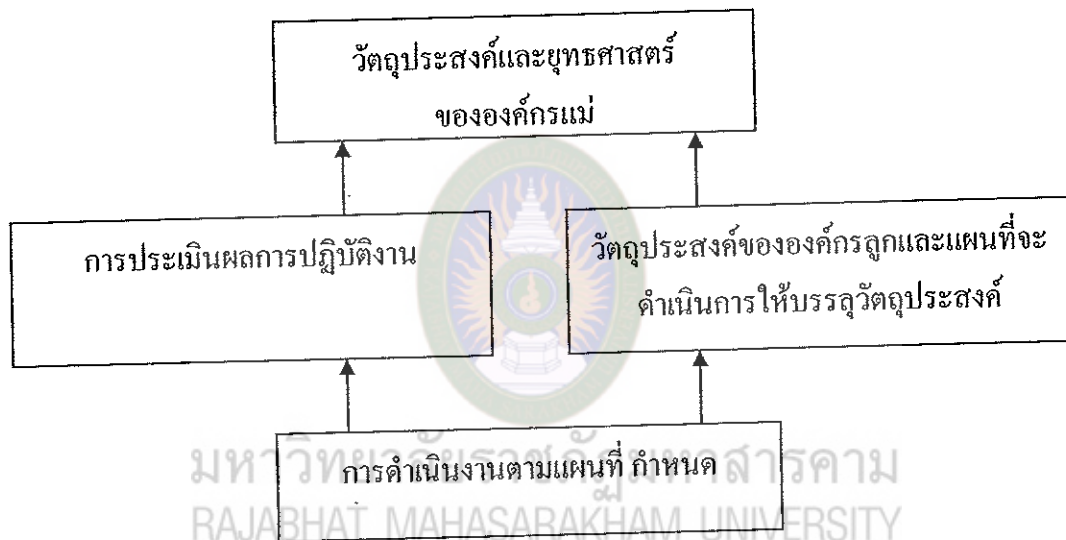 วัตถุประสงค์และยุทธศาสตร์
ขององค์กรแม่
การประเมินผลการปฏิบัติงาน
วัตถุประสงค์ขององค์กรลูกและแผนที่จะ
ดำเนินการให้บรรลุวัตถุประสงค์
การดำเนินงานตามแผนที่ กำหนด
มหาวิทยาลัยราชภัฏมหาสารคาม
RAJABHAT MAHASARAKHAM UNIVERSITY